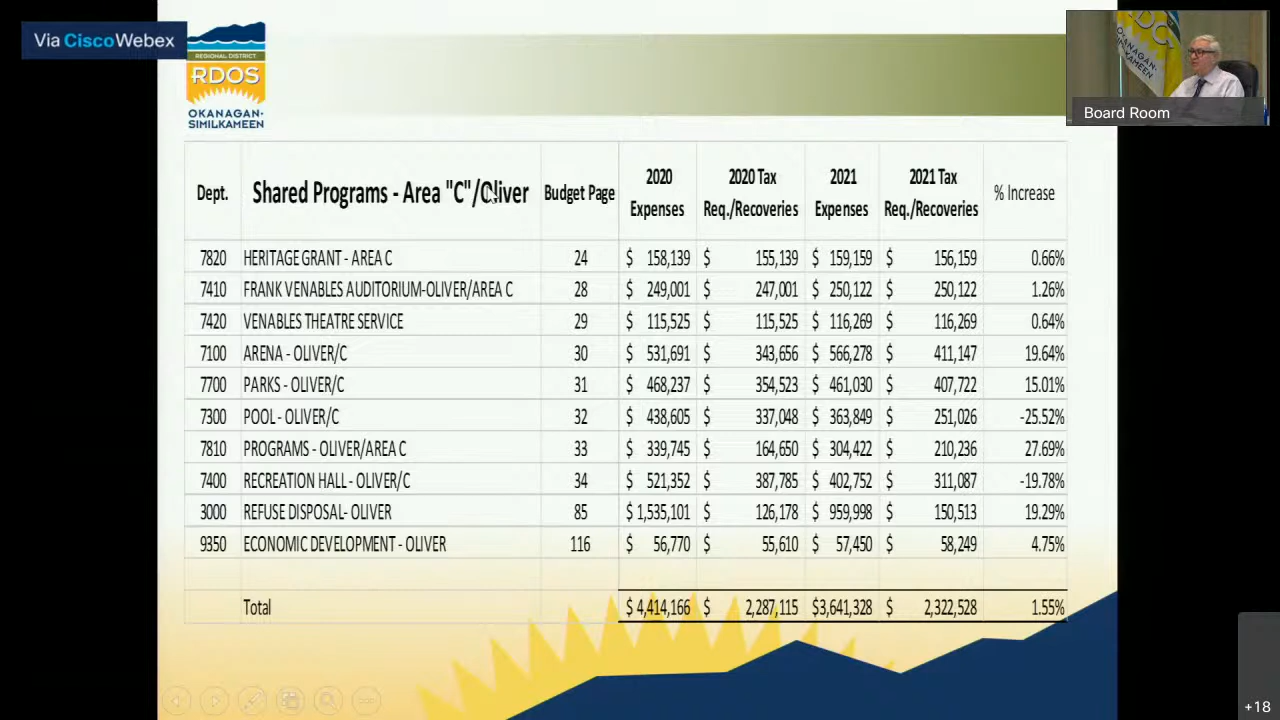 Via Cisco Webex
REGIONAL DISTRICT
RDOS
OKANAGAN-
SIMILKAMEEN
OKANAGAN-
SIMILKAMEEN
Board Room
Dept. Shared Programs - Area "C"/Oliver Budget Page 2020 Expenses 2020 Tax Req./Recoveries 2021 Expenses 2021 Tax Req./Recoveries % Increase
7820 HERITAGE GRANT - AREA C 24 $ 158,139 $ 155,139 $ 159,159 $ 156,159 0.66%
7410 FRANK VENABLES AUDITORIUM-OLIVER/AREA C 28 $ 249,001 $ 247,001 $ 250,122 $ 250,122 1.26%
7420 VENABLES THEATRE SERVICE 29 $ 115,525 $ 115,525 $ 116,269 $ 116,269 0.64%
7100 ARENA - OLIVER/C 30 $ 531,691 $ 343,656 $ 566,278 $ 411,147 19.64%
7700 PARKS - OLIVER/C 31 $ 468,237 $ 354,523 $ 461,030 $ 407,722 15.01%
7300 POOL - OLIVER/C 32 $ 438,605 $ 337,048 $ 363,849 $ 251,026 -25.52%
7810 PROGRAMS - OLIVER/AREA C 33 $ 339,745 $ 164,650 $ 304,422 $ 210,236 27.69%
7400 RECREATION HALL - OLIVER/C 34 $ 521,352 $ 387,785 $ 402,752 $ 311,087 -19.78%
3000 REFUSE DISPOSAL- OLIVER 85 $ 1,535,101 $ 126,178 $ 959,998 $ 150,513 19.29%
9350 ECONOMIC DEVELOPMENT - OLIVER 116 $ 56,770 $ 55,610 $ 57,450 $ 58,249 4.75%
Total $ 4,414,166 $ 2,287,115 $3,641,328 $ 2,322,528 1.55%
+18